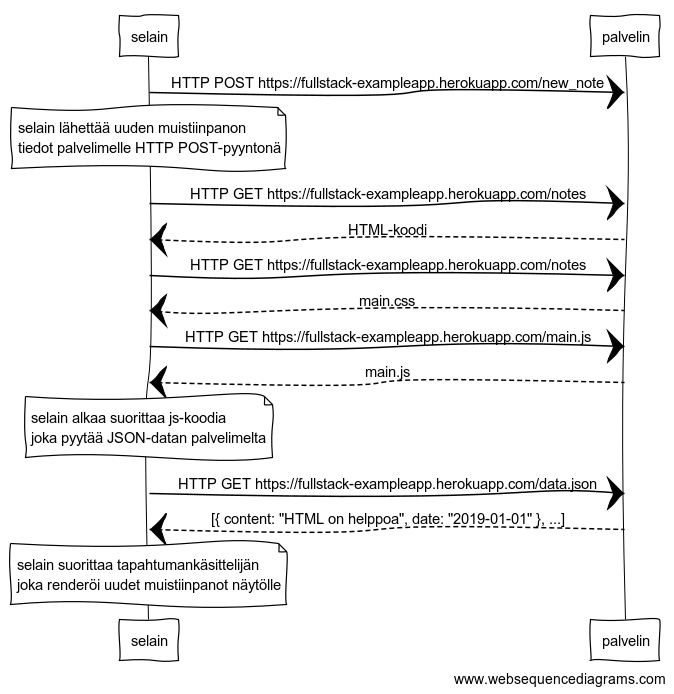 selain
palvelin
HTTP POST https://fullstack-exampleapp.herokuapp.com/new_note
selain lähettää uuden muistiinpanon
tiedot palvelimelle HTTP POST-pyyntonä
HTTP GET https://fullstack-exampleapp.herokuapp.com/notes
HTML-koodi
HTTP GET https://fullstack-exampleapp.herokuapp.com/notes
main.css
HTTP GET https://fullstack-exampleapp.herokuapp.com/main.js
main.js
selain alkaa suorittaa js-koodia
joka pyytää JSON-datan palvelimelta
HTTP GET https://fullstack-exampleapp.herokuapp.com/data.json
[{ content: "HTML on helppoa", date: "2019-01-01" }, ...]
selain suorittaa tapahtumankäsittelijän
joka renderöi uudet muistiinpanot näytölle
selain
palvelin
www.websequencediagrams.com